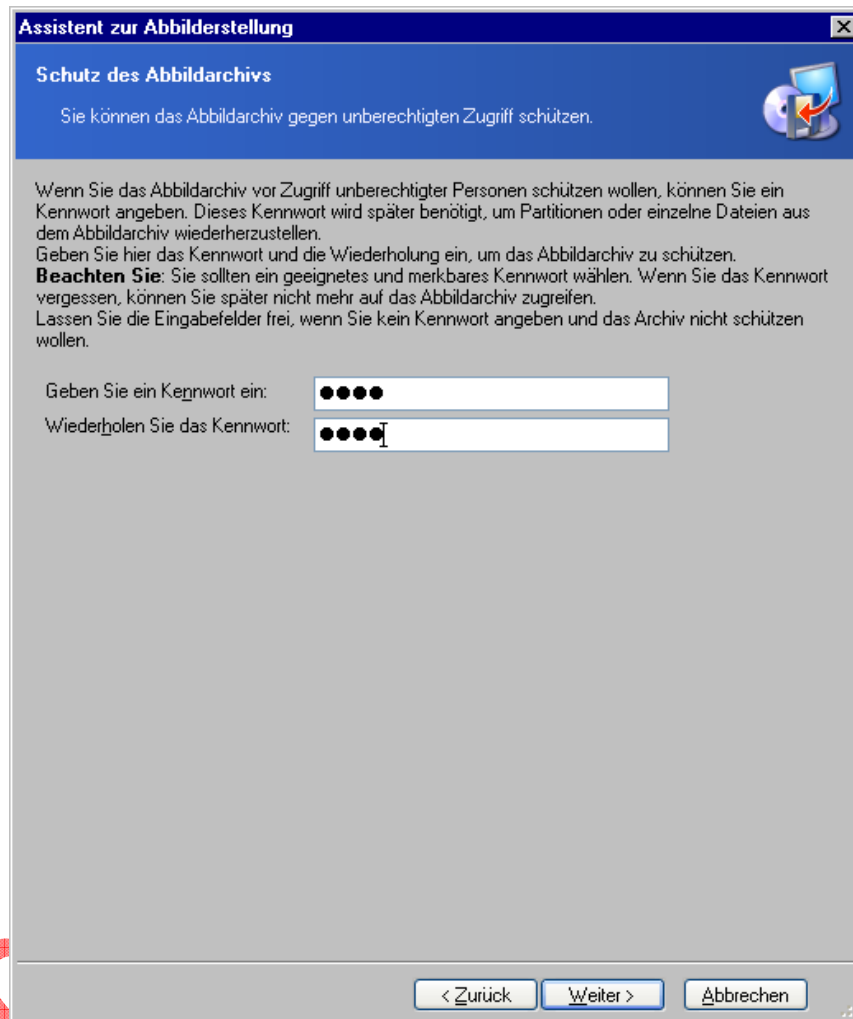 Assistent zur Abbilderstellung
Schutz des Abbildarchivs
Sie können das Abbildarchiv gegen unberechtigten Zugriff schützen.
Wenn Sie das Abbildarchiv vor Zugriff unberechtigter Personen schützen wollen, können Sie ein
Kennwort angeben. Dieses Kennwort wird später benötigt, um Partitionen oder einzelne Dateien aus
dem Abbildarchiv wiederherzustellen.
Geben Sie hier das Kennwort und die Wiederholung ein, um das Abbildarchiv zu schützen.
Beachten Sie: Sie sollten ein geeignetes und merkbares Kennwort wählen. Wenn Sie das Kennwort
vergessen, können Sie später nicht mehr auf das Abbildarchiv zugreifen.
Lassen Sie die Eingabefelder frei, wenn Sie kein Kennwort angeben und das Archiv nicht schützen
wollen.
Geben Sie ein Kennwort ein: ●●●●
Wiederholen Sie das Kennwort: ●●●●
< Zurück Weiter > Abbrechen